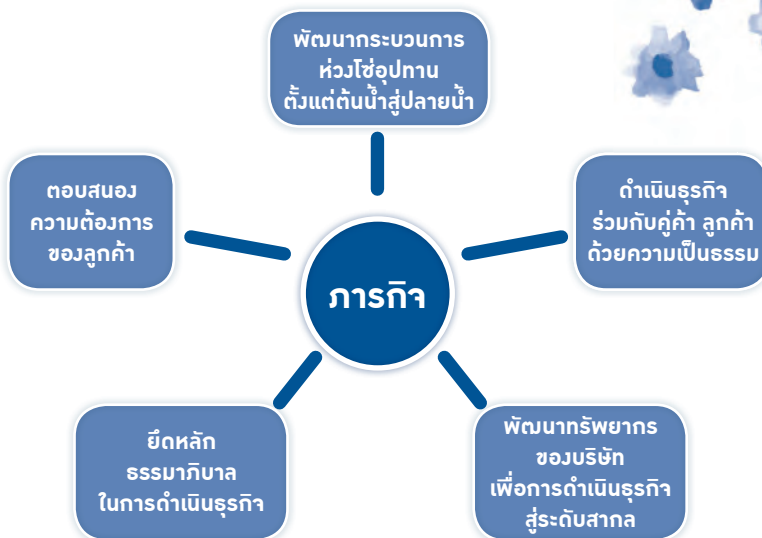 พัฒนากระบวนการ
ห่วงโซ่อุปทาน
ตั้งแต่ต้นน้ำสู่ปลายน้ำ
ตอบสนอง
ความต้องการ
ของลูกค้า
ดำเนินธุรกิจ
ร่วมกับคู่ค้า ลูกค้า
ด้วยความเป็นธรรม
ภารกิจ
ยึดหลัก
ธรรมาภิบาล
ในการดำเนินธุรกิจ
พัฒนาทรัพยากร
ของบริษัท
เพื่อการดำเนินธุรกิจ
สู่ระดับสากล